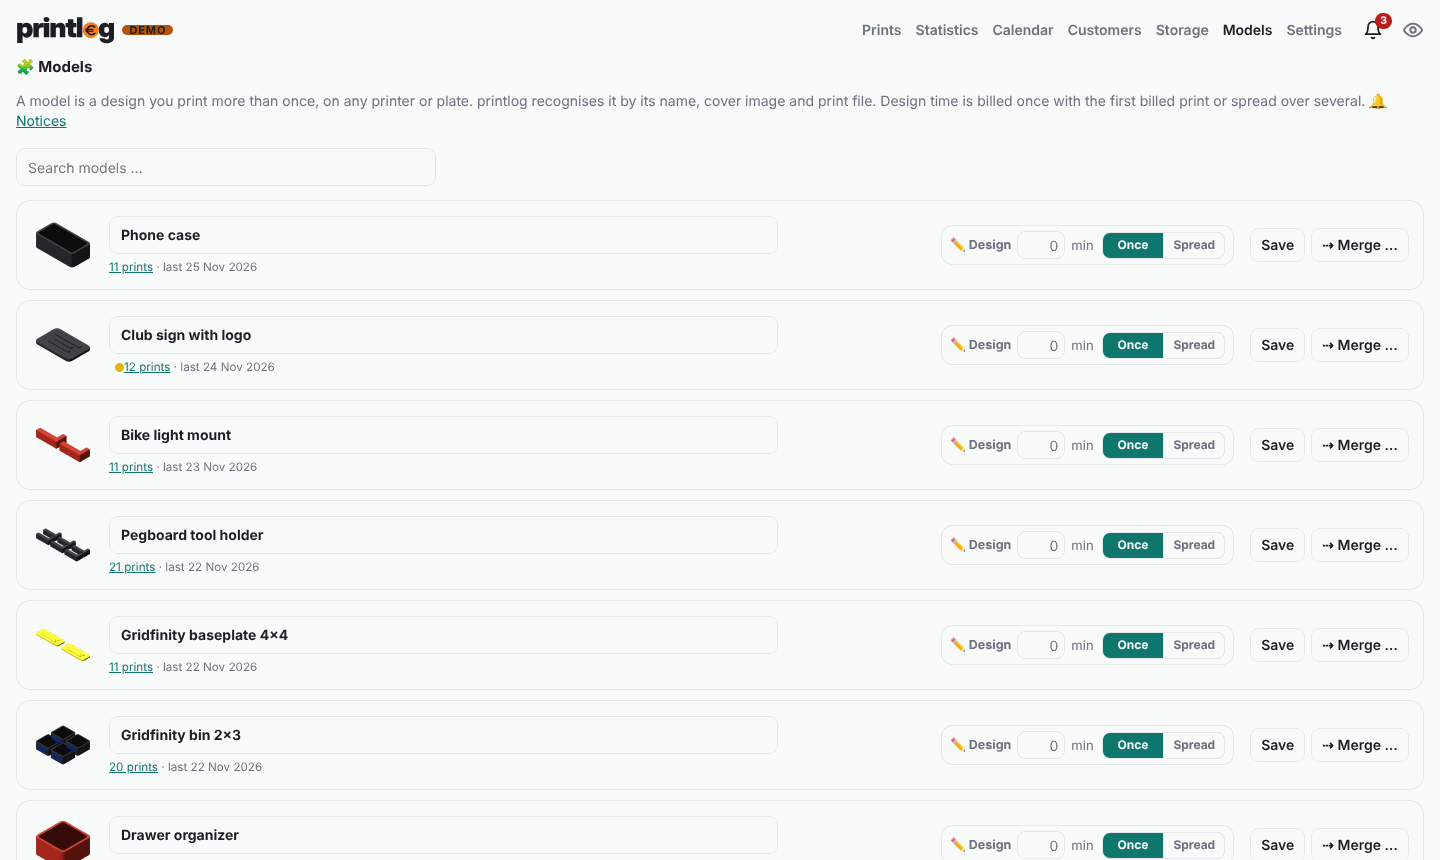 printl€g DEMO
Prints Statistics Calendar Customers Storage Models Settings 3
🧩 Models
A model is a design you print more than once, on any printer or plate. printlog recognises it by its name, cover image and print file. Design time is billed once with the first billed print or spread over several. 🔔
Notices
Search models ...
Phone case
✏️ Design 0 min Once Spread Save ⇢ Merge ...
11 prints · last 25 Nov 2026
Club sign with logo
✏️ Design 0 min Once Spread Save ⇢ Merge ...
12 prints · last 24 Nov 2026
Bike light mount
✏️ Design 0 min Once Spread Save ⇢ Merge ...
11 prints · last 23 Nov 2026
Pegboard tool holder
✏️ Design 0 min Once Spread Save ⇢ Merge ...
21 prints · last 22 Nov 2026
Gridfinity baseplate 4×4
✏️ Design 0 min Once Spread Save ⇢ Merge ...
11 prints · last 22 Nov 2026
Gridfinity bin 2×3
✏️ Design 0 min Once Spread Save ⇢ Merge ...
20 prints · last 22 Nov 2026
Drawer organizer
✏️ Design 0 min Once Spread Save ⇢ Merge ...